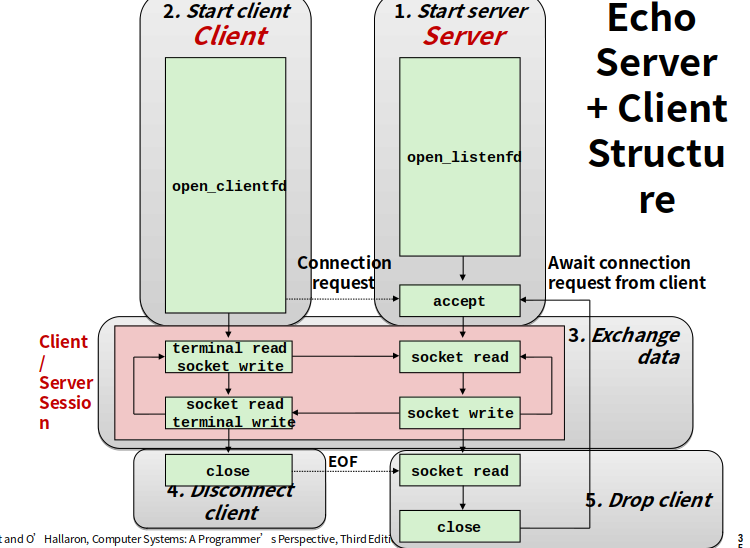 2. Start client
Client
1. Start server
Server
Echo
Server
+ Client
Structu
re
open_clientfd
open_listenfd
Connection
request
Await connection
request from client
accept
Client
/
Server
Sessio
n
3. Exchange
data
terminal read
socket write
socket read
socket read
terminal write
socket write
close
EOF
socket read
4. Disconnect
client
5. Drop client
close
t and O’Hallaron, Computer Systems: A Programmer’s Perspective, Third Editi
3